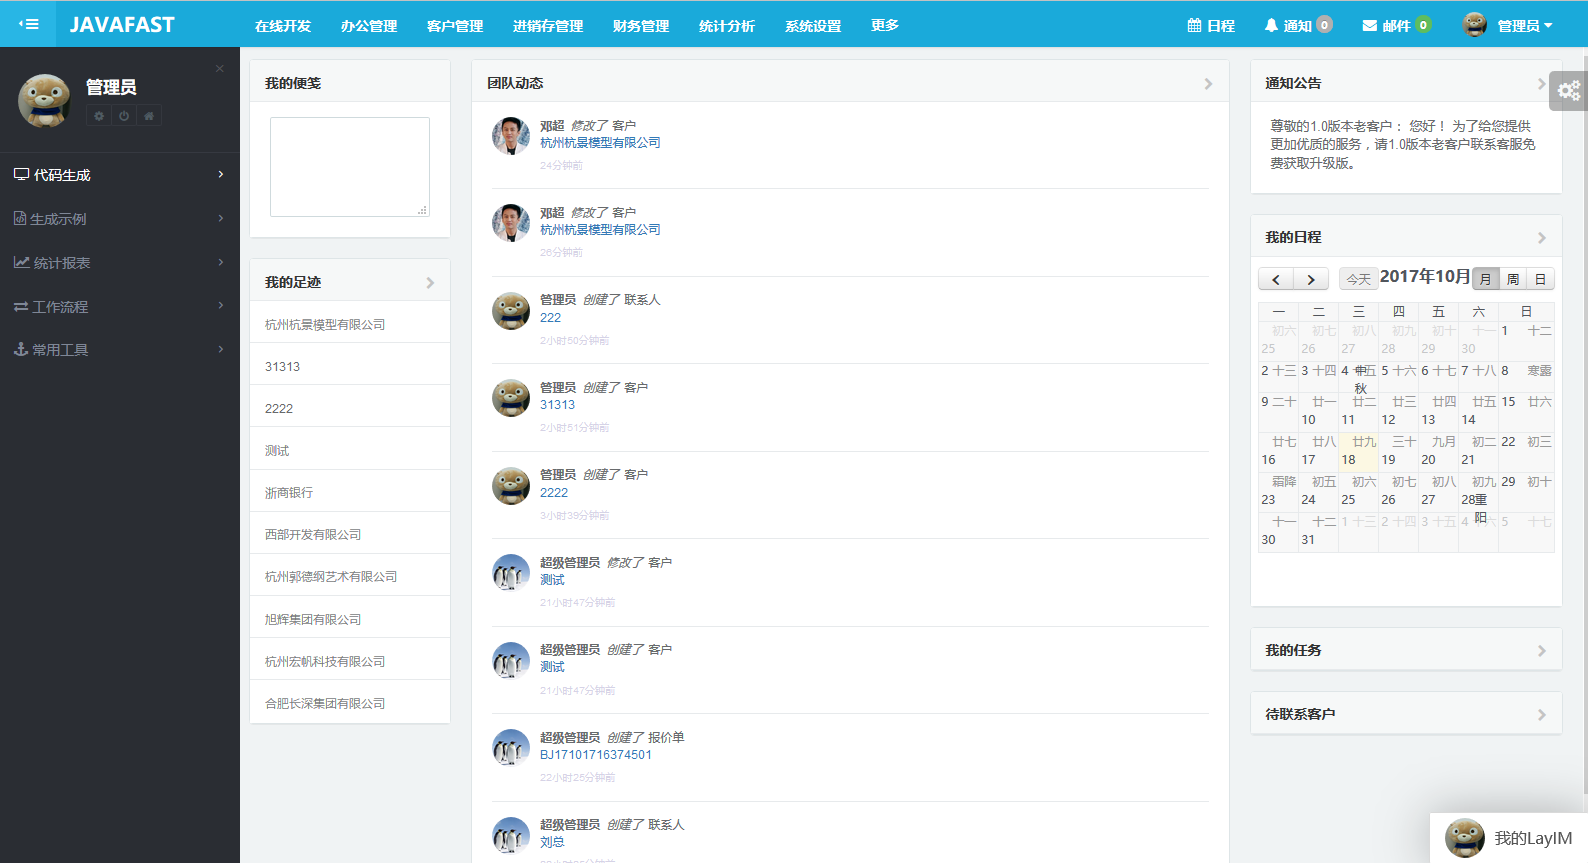 JAVAFAST
在线开发 办公管理 客户管理 进销存管理 财务管理 统计分析 系统设置 更多
日程 通知 0 邮件 0 管理员
管理员
代码生成
生成示例
统计报表
工作流程
常用工具
我的便笺
我的足迹
杭州杭景模型有限公司
31313
2222
测试
浙商银行
西部开发有限公司
杭州郭德纲艺术有限公司
旭辉集团有限公司
杭州宏帆科技有限公司
合肥长深集团有限公司
团队动态
邓超 修改了 客户
杭州杭景模型有限公司
24分钟前
邓超 修改了 客户
杭州杭景模型有限公司
26分钟前
管理员 创建了 联系人
222
2小时50分钟前
管理员 创建了 客户
31313
2小时51分钟前
管理员 创建了 客户
2222
3小时39分钟前
超级管理员 修改了 客户
测试
21小时47分钟前
超级管理员 创建了 客户
测试
21小时47分钟前
超级管理员 创建了 报价单
BJ17101716374501
22小时25分钟前
超级管理员 创建了 联系人
刘总
通知公告
尊敬的1.0版本老客户： 您好！ 为了给您提供
更加优质的服务，请1.0版本老客户联系客服免
费获取升级版。
我的日程
今天 2017年10月 月 周 日
一 二 三 四 五 六 日
初六 初七 初八 初九 初十 十一 1 十二
25 26 27 28 29 30
2 十三 3 十四 4 十五 5 十六 6 十七 7 十八 8 寒露
中秋
9 二十 廿一 廿二 廿三 廿四 廿五 15 廿六
10 11 12 13 14
廿七 廿八 廿九 三十 九月 初二 22 初三
16 17 18 19 20 21
霜降 初五 初六 初七 初八 初九 29 初十
23 24 25 26 27 28重
阳
十一 十二 1 十三 2 十四 3 十五 4 十六 5 十七
30 31
我的任务
待联系客户
我的LayIM